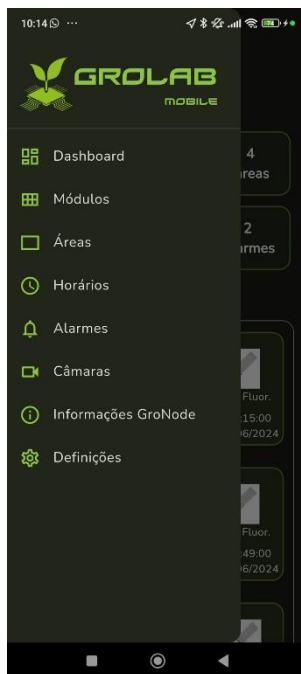 10:14
GROLAB
MOBILE
Dashboard
Módulos
Áreas
Horários
Alarmes
Câmaras
Informações GroNode
Definições
4
reas
2
rmes
Fluor.
:15:00
06/2024
Fluor.
:49:00
06/2024